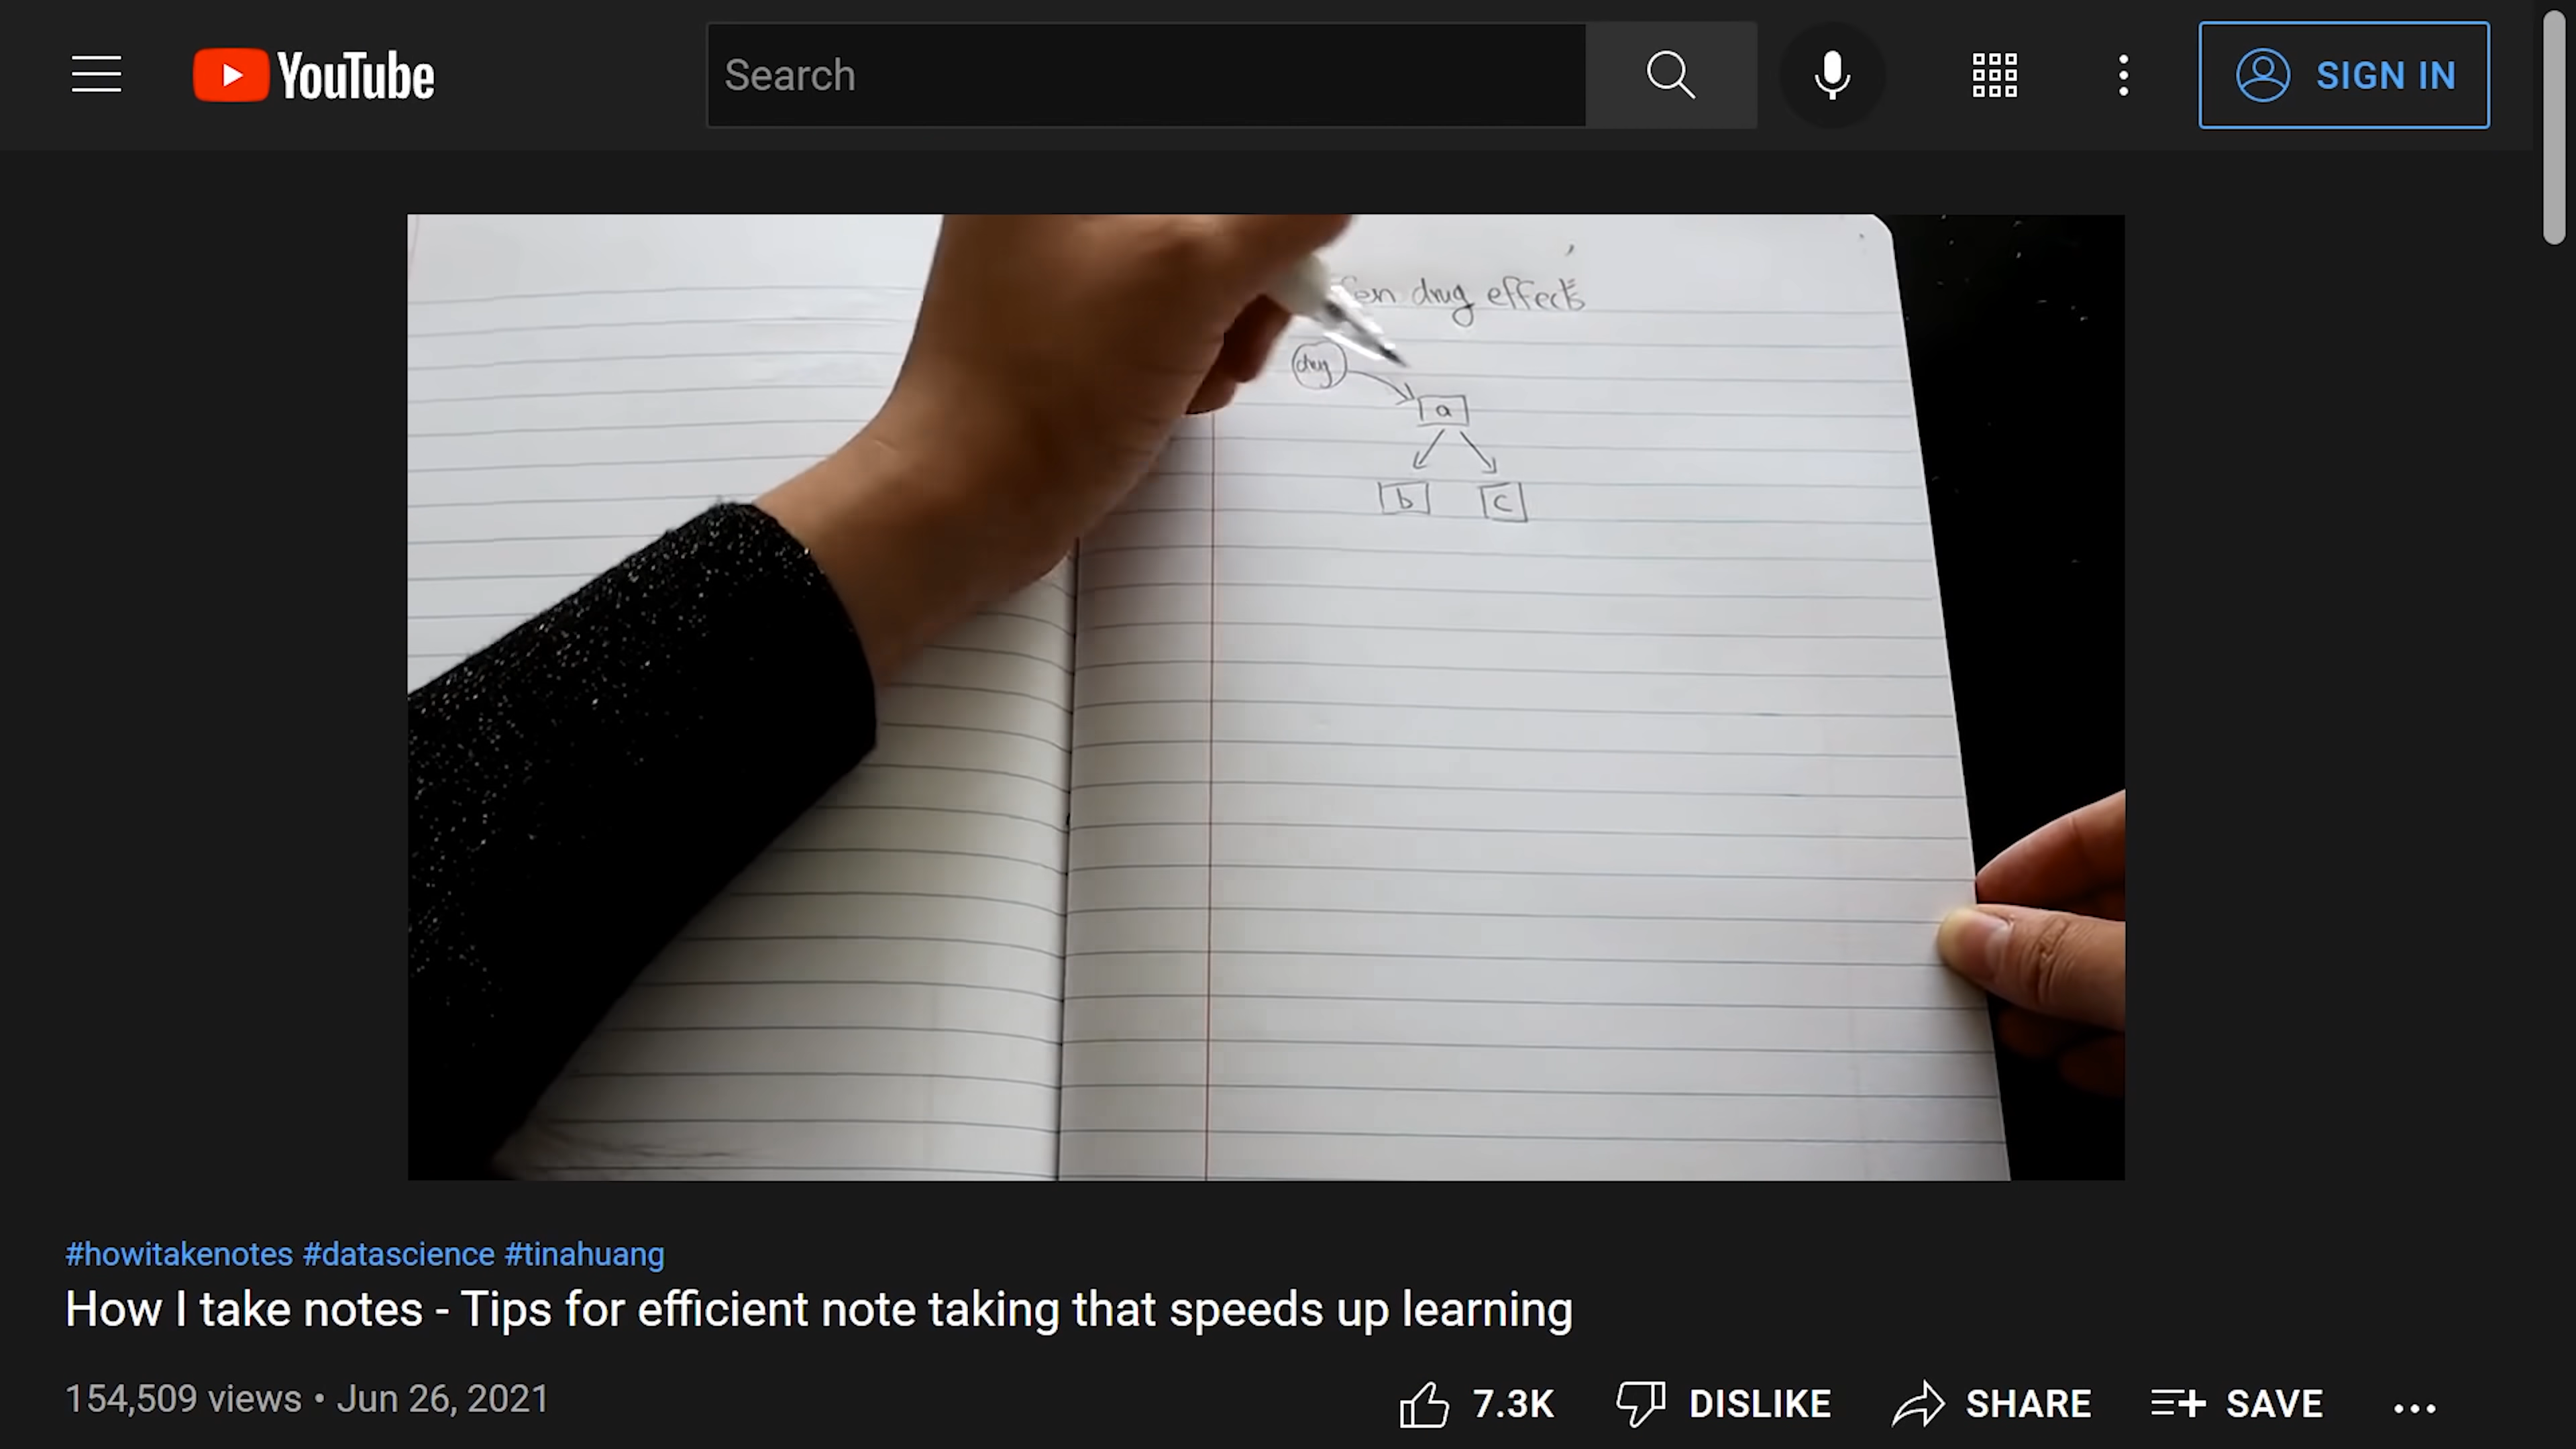 YouTube
Search
SIGN IN
drug effects
drug
a
b c
#howitakenotes #datascience #tinahuang
How I take notes - Tips for efficient note taking that speeds up learning
154,509 views • Jun 26, 2021
7.3K DISLIKE SHARE SAVE